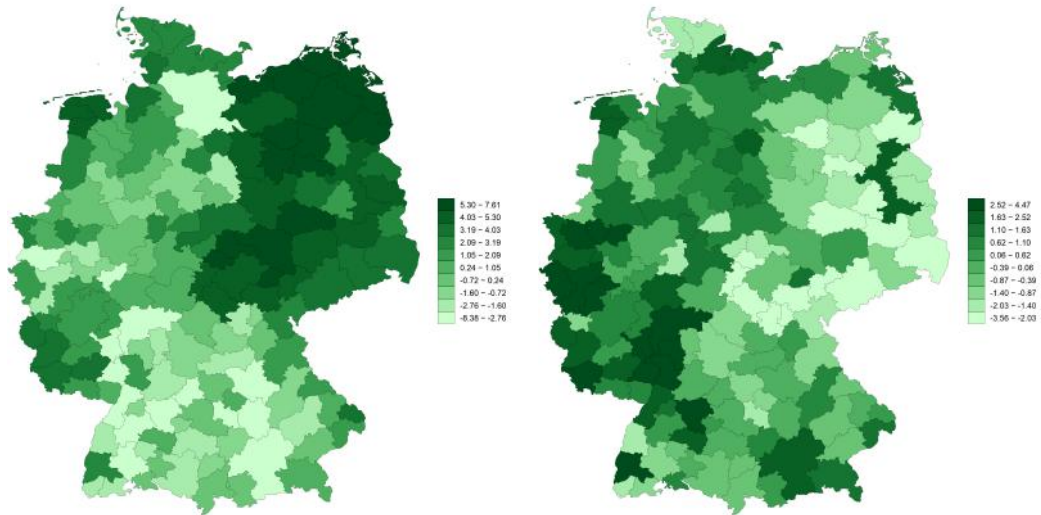 5.30 – 7.61
4.03 – 5.30
3.19 – 4.03
2.09 – 3.19
1.05 – 2.09
0.24 – 1.05
-0.72 – 0.24
-1.60 – -0.72
-2.76 – -1.60
-8.38 – -2.76
2.52 – 4.47
1.63 – 2.52
1.10 – 1.63
0.62 – 1.10
0.06 – 0.62
-0.39 – 0.06
-0.87 – -0.39
-1.40 – -0.87
-2.03 – -1.40
-3.56 – -2.03